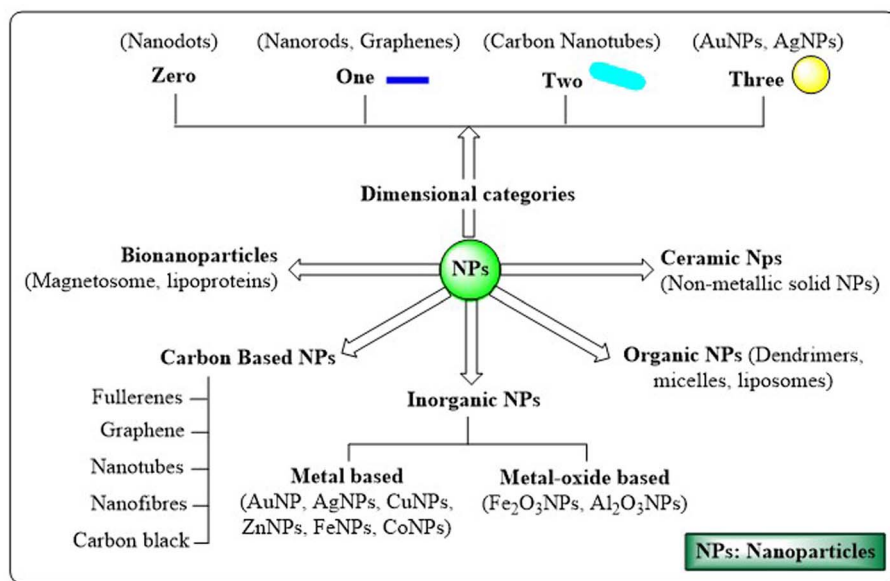 (Nanodots) (Nanorods, Graphenes) (Carbon Nanotubes) (AuNPs, AgNPs)
Zero One Two Three
Dimensional categories
Bionanoparticles
(Magnetosome, lipoproteins)
NPs
Ceramic Nps
(Non-metallic solid NPs)
Carbon Based NPs
Fullerenes
Graphene
Nanotubes
Nanofibres
Carbon black
Inorganic NPs
Organic NPs (Dendrimers,
micelles, liposomes)
Metal based
(AuNP, AgNPs, CuNPs,
ZnNPs, FeNPs, CoNPs)
Metal-oxide based
(Fe₂O₃NPs, Al₂O₃NPs)
NPs: Nanoparticles